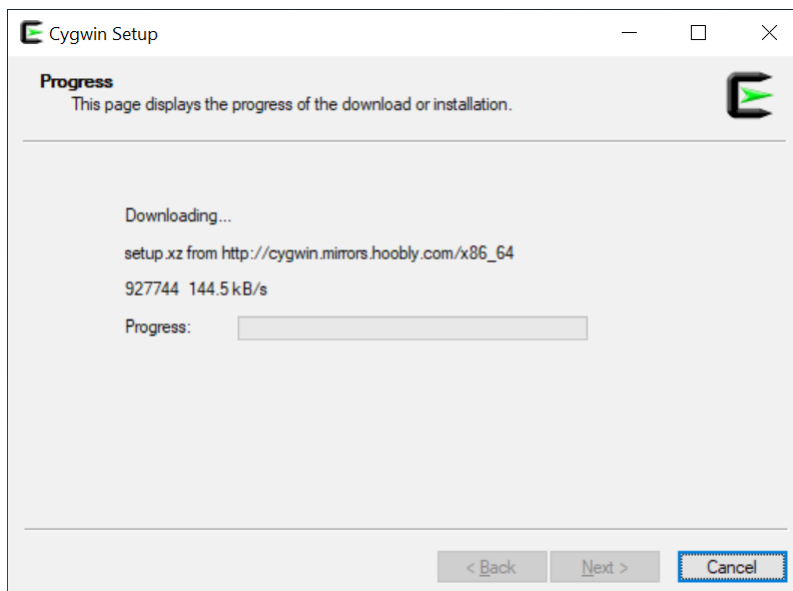 Cygwin Setup
Progress
This page displays the progress of the download or installation.
Downloading...
setup.xz from http://cygwin.mirrors.hoobly.com/x86_64
927744 144.5 kB/s
Progress:
< Back Next > Cancel